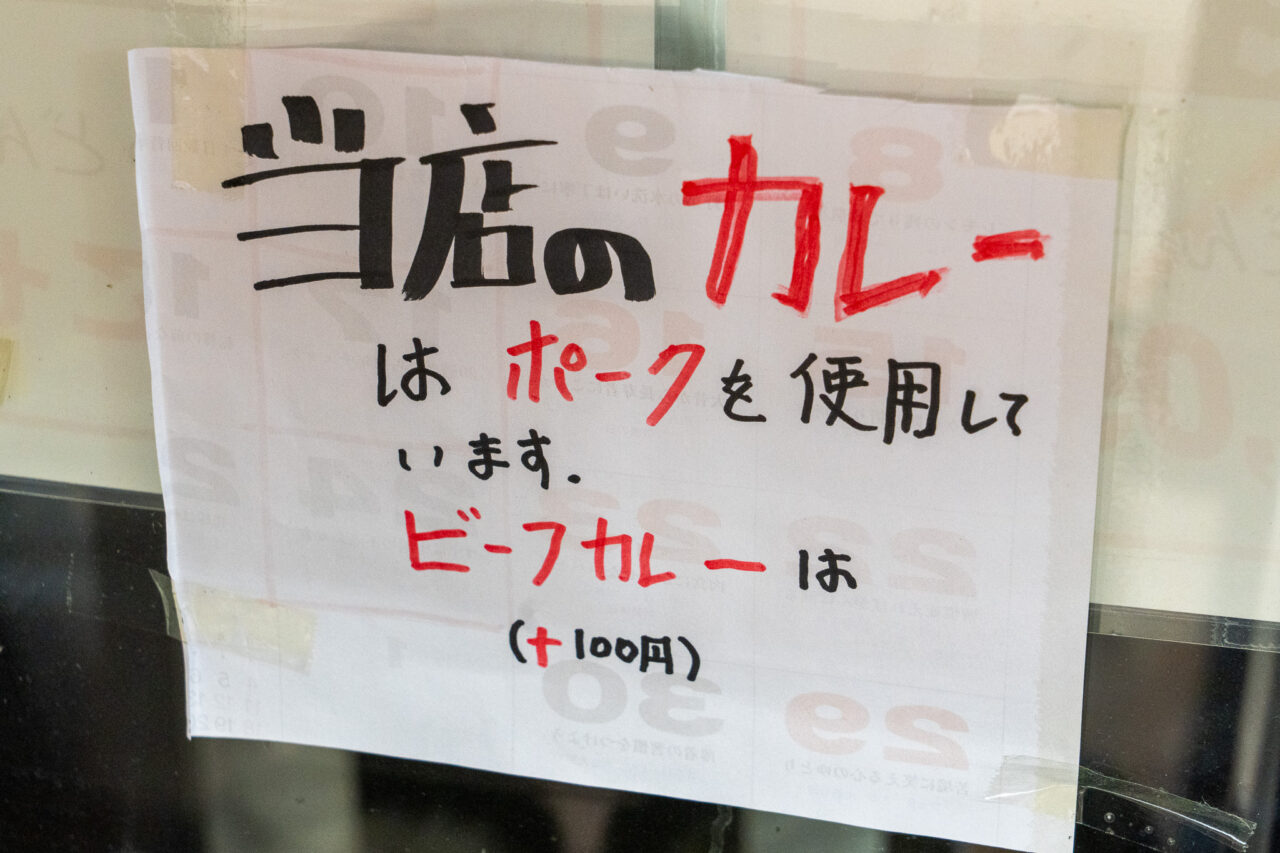 当店のカレー
はポークを使用して
います.
ビーフカレーは
(+100円)